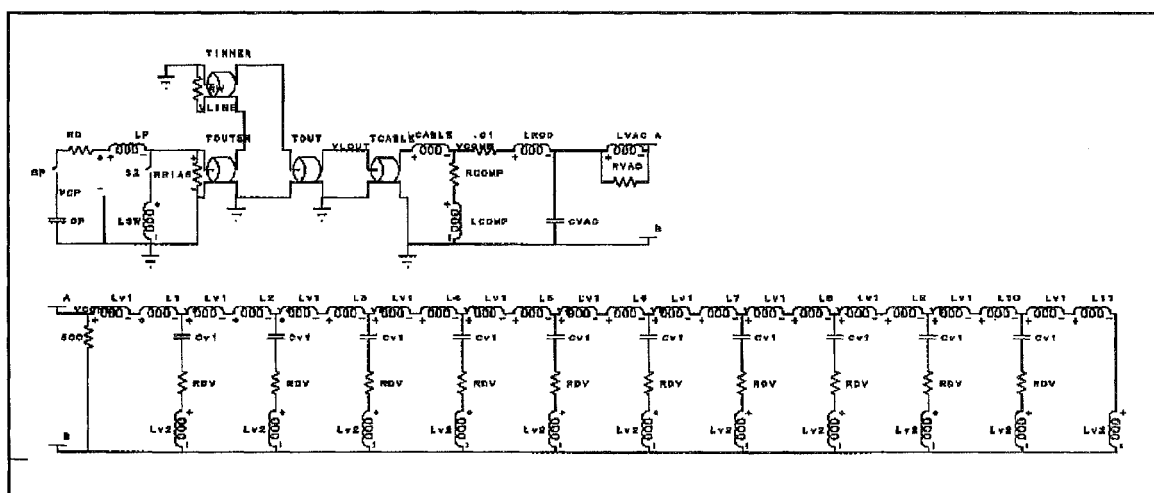 TINNER
VLINE
RD LP TOUTER TOUT VLOUT TCABLE LCABLE VCOMP .01 LROD LVAC A
SP S2 RBIAS RCOMP RVAC
VCP
CP LSW LCOMP CVAC B
A Lv1 L1 Lv1 L2 Lv1 L3 Lv1 L4 Lv1 L5 Lv1 L6 Lv1 L7 Lv1 L8 Lv1 L9 Lv1 L10 Lv1 L11
500 Cv1 Cv1 Cv1 Cv1 Cv1 Cv1 Cv1 Cv1 Cv1 Cv1
RDV RDV RDV RDV RDV RDV RDV RDV RDV RDV
B Lv2 Lv2 Lv2 Lv2 Lv2 Lv2 Lv2 Lv2 Lv2 Lv2 Lv2